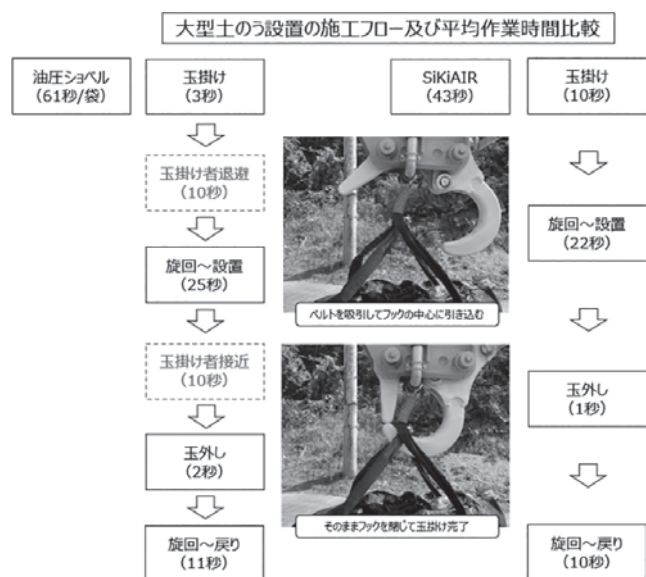 大型土のう設置の施工フロー及び平均作業時間比較
油圧ショベル
(61秒/袋)
玉掛け
(3秒)
玉掛け者退避
(10秒)
旋回～設置
(25秒)
玉掛け者接近
(10秒)
玉外し
(2秒)
旋回～戻り
(11秒)
SiKiAIR
(43秒)
玉掛け
(10秒)
旋回～設置
(22秒)
玉外し
(1秒)
旋回～戻り
(10秒)
ベルトを吸引してフックの中心に引き込む
そのままフックを閉じて玉掛け完了